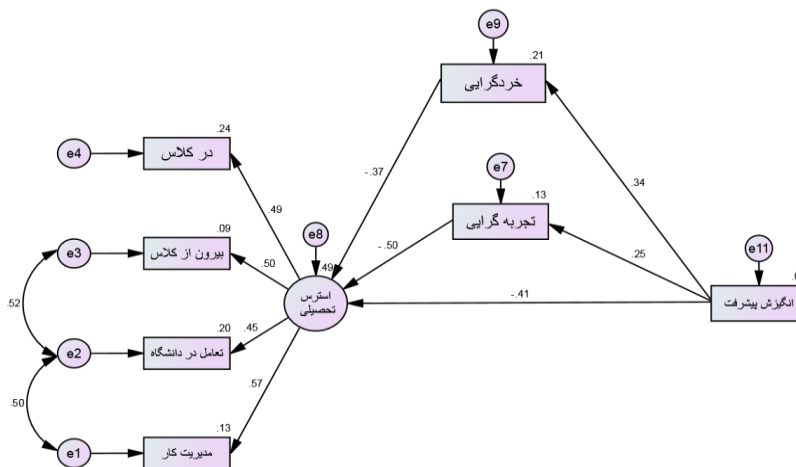 e9
.21
خردگرایی
e4
.24
در کلاس
-.37
.34
.49
e7
.13
تجربه گرایی
e8
-.50
.25
e3
.09
بیرون از کلاس
.50
.49
استرس
تحصیلی
-.41
e11
انگیزش پیشرفت
.52
.45
e2
.20
تعامل در دانشگاه
.57
.50
e1
.13
مدیریت کار